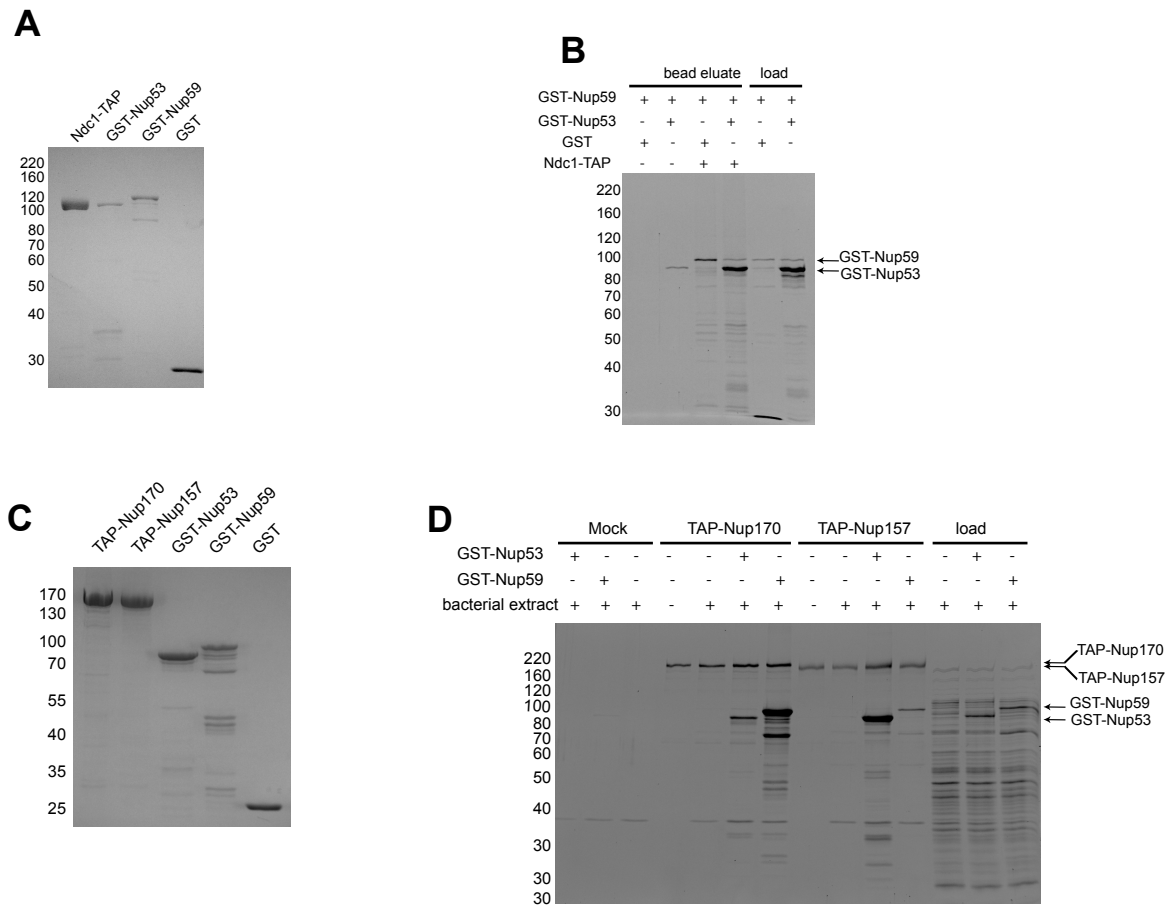 A
Ndc1-TAP GST-Nup53 GST-Nup59 GST
220
160
120
100
80
70
60
50
40
30
B
bead eluate load
GST-Nup59 + + + + + +
GST-Nup53 - + - + - +
GST + - + - + -
Ndc1-TAP - - + +
220
160
120
100
80
70
60
50
40
30
GST-Nup59
GST-Nup53
C
TAP-Nup170 TAP-Nup157 GST-Nup53 GST-Nup59 GST
170
130
100
70
55
40
35
25
D
Mock TAP-Nup170 TAP-Nup157 load
GST-Nup53 + - - - - + - - - + - - + -
GST-Nup59 - + - - - - + - - - + - - +
bacterial extract + + + - + + + - + + + + + +
220
160
120
100
80
70
60
50
40
30
30
30
TAP-Nup170
TAP-Nup157
GST-Nup59
GST-Nup53